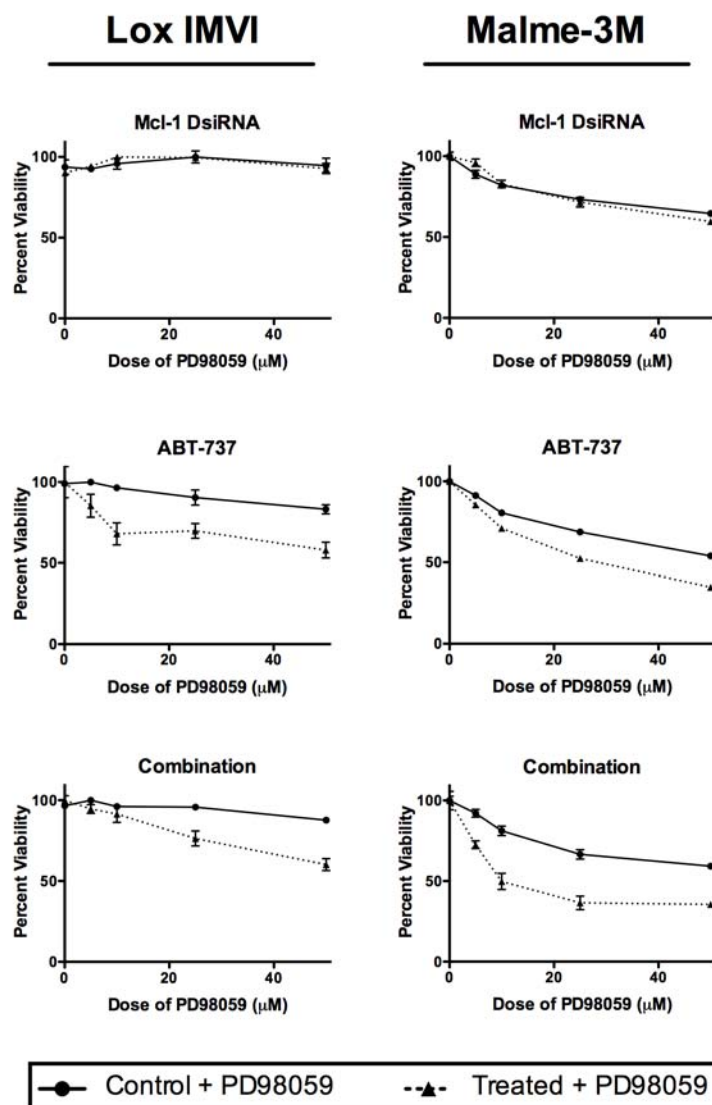 Lox IMVI
Malme-3M
Mcl-1 DsiRNA
Percent Viability
100
50
0
0 20 40
Dose of PD98059 (μM)
Mcl-1 DsiRNA
Percent Viability
100
50
0
0 20 40
Dose of PD98059 (μM)
ABT-737
Percent Viability
100
50
0
0 20 40
Dose of PD98059 (μM)
ABT-737
Percent Viability
100
50
0
0 20 40
Dose of PD98059 (μM)
Combination
Percent Viability
100
50
0
0 20 40
Dose of PD98059 (μM)
Combination
Percent Viability
100
50
0
0 20 40
Dose of PD98059 (μM)
Control + PD98059
Treated + PD98059